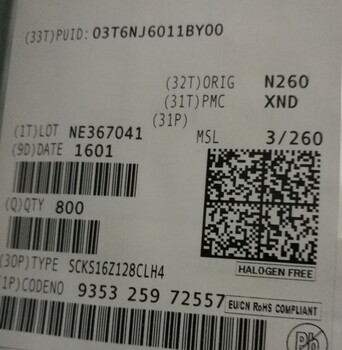 (33T)PUID: 03T6NJ6011BY00
(32T)ORIG N260
(31T)PMC XND
(31P)
(1T)LOT NE367041
MSL 3/260
(9D)DATE 1601
(Q)QTY 800
HALOGEN FREE
(30P)TYPE SCKS16Z128CLH4
(1P)CODENO 9353 259 72557
EU/CN RoHS COMPLIANT
Pb